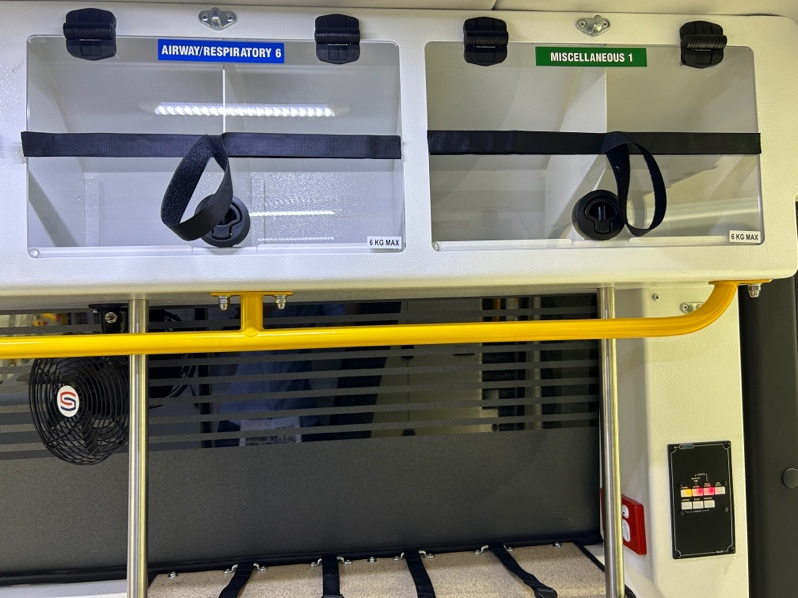 AIRWAY/RESPIRATORY 6
MISCELLANEOUS 1
6 KG MAX
6 KG MAX